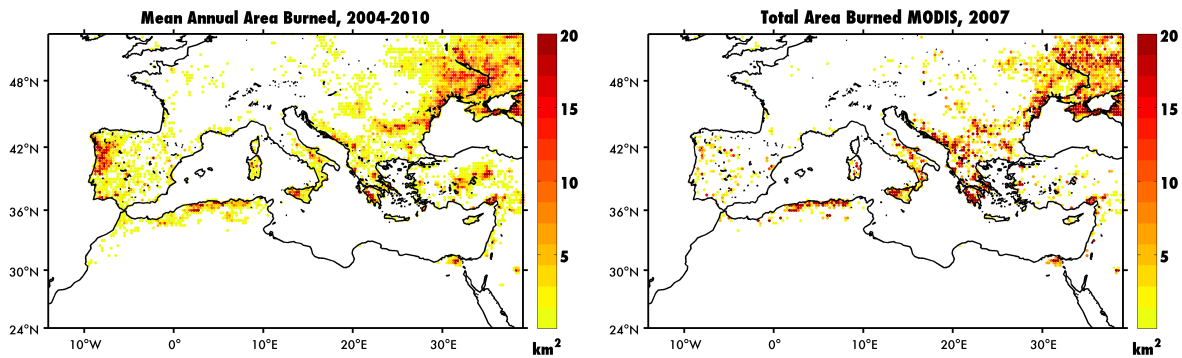 Mean Annual Area Burned, 2004-2010
48°N
42°N
36°N
30°N
24°N
10°W
0°
10°E
20°E
30°E
20
15
10
5
km2
Total Area Burned MODIS, 2007
48°N
42°N
36°N
30°N
24°N
10°W
0°
10°E
20°E
30°E
20
15
10
5
km2